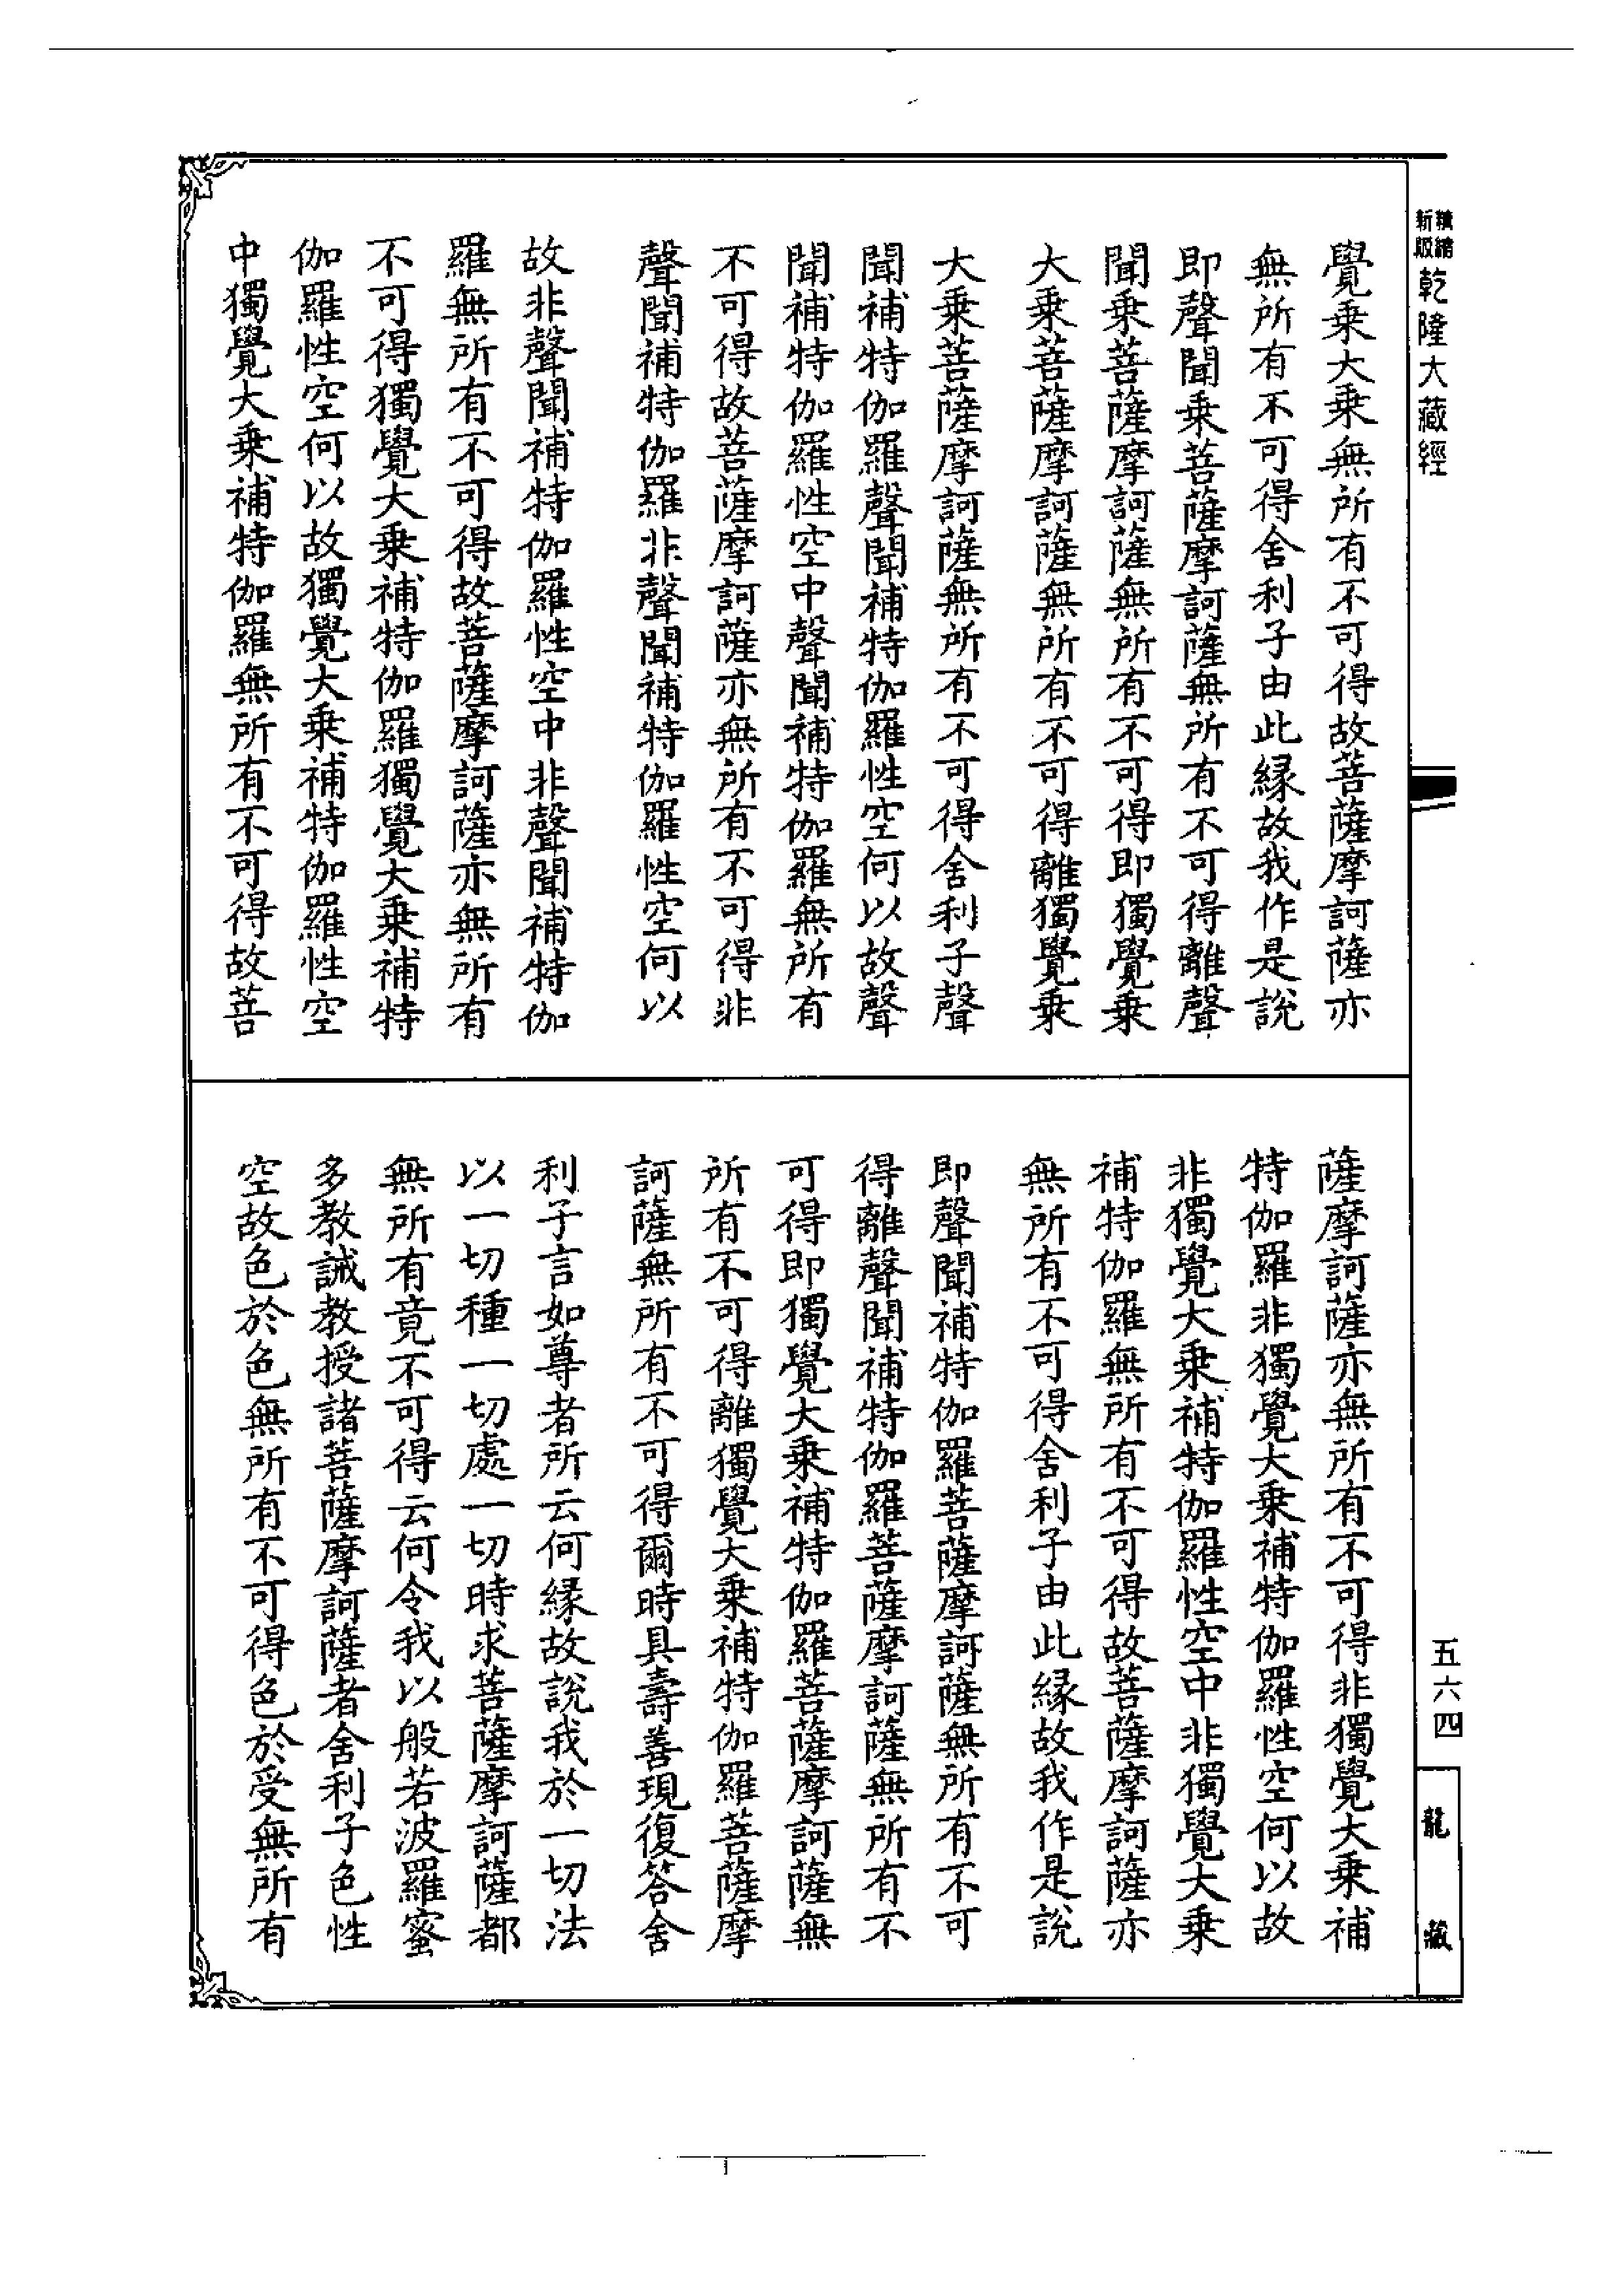 精縮
新版
乾隆大藏經
覺乗大乗無所有不可得故菩薩摩訶薩亦
無所有不可得舍利子由此縁故我作是說
即聲聞乗菩薩摩訶薩無所有不可得離聲
聞乗菩薩摩訶薩無所有不可得即獨覺乗
大乗菩薩摩訶薩無所有不可得離獨覺乗
大乗菩薩摩訶薩無所有不可得舍利子聲
聞補特伽羅聲聞補特伽羅性空何以故聲
聞補特伽羅性空中聲聞補特伽羅無所有
不可得故菩薩摩訶薩亦無所有不可得非
聲聞補特伽羅非聲聞補特伽羅性空何以
故非聲聞補特伽羅性空中非聲聞補特伽
羅無所有不可得故菩薩摩訶薩亦無所有
不可得獨覺大乗補特伽羅獨覺大乗補特
伽羅性空何以故獨覺大乗補特伽羅性空
中獨覺大乗補特伽羅無所有不可得故菩
薩摩訶薩亦無所有不可得非獨覺大乗補
特伽羅非獨覺大乗補特伽羅性空何以故
非獨覺大乗補特伽羅性空中非獨覺大乗
補特伽羅無所有不可得故菩薩摩訶薩亦
無所有不可得舍利子由此縁故我作是說
即聲聞補特伽羅菩薩摩訶薩無所有不可
得離聲聞補特伽羅菩薩摩訶薩無所有不
可得即獨覺大乗補特伽羅菩薩摩訶薩無
所有不可得離獨覺大乗補特伽羅菩薩摩
訶薩無所有不可得爾時具壽善現復答舍
利子言如尊者所云何縁故說我於一切法
以一切種一切處一切時求菩薩摩訶薩都
無所有竟不可得云何令我以般若波羅蜜
多教誡教授諸菩薩摩訶薩者舍利子色性
空故色於色無所有不可得色於受無所有
五六四
龍藏